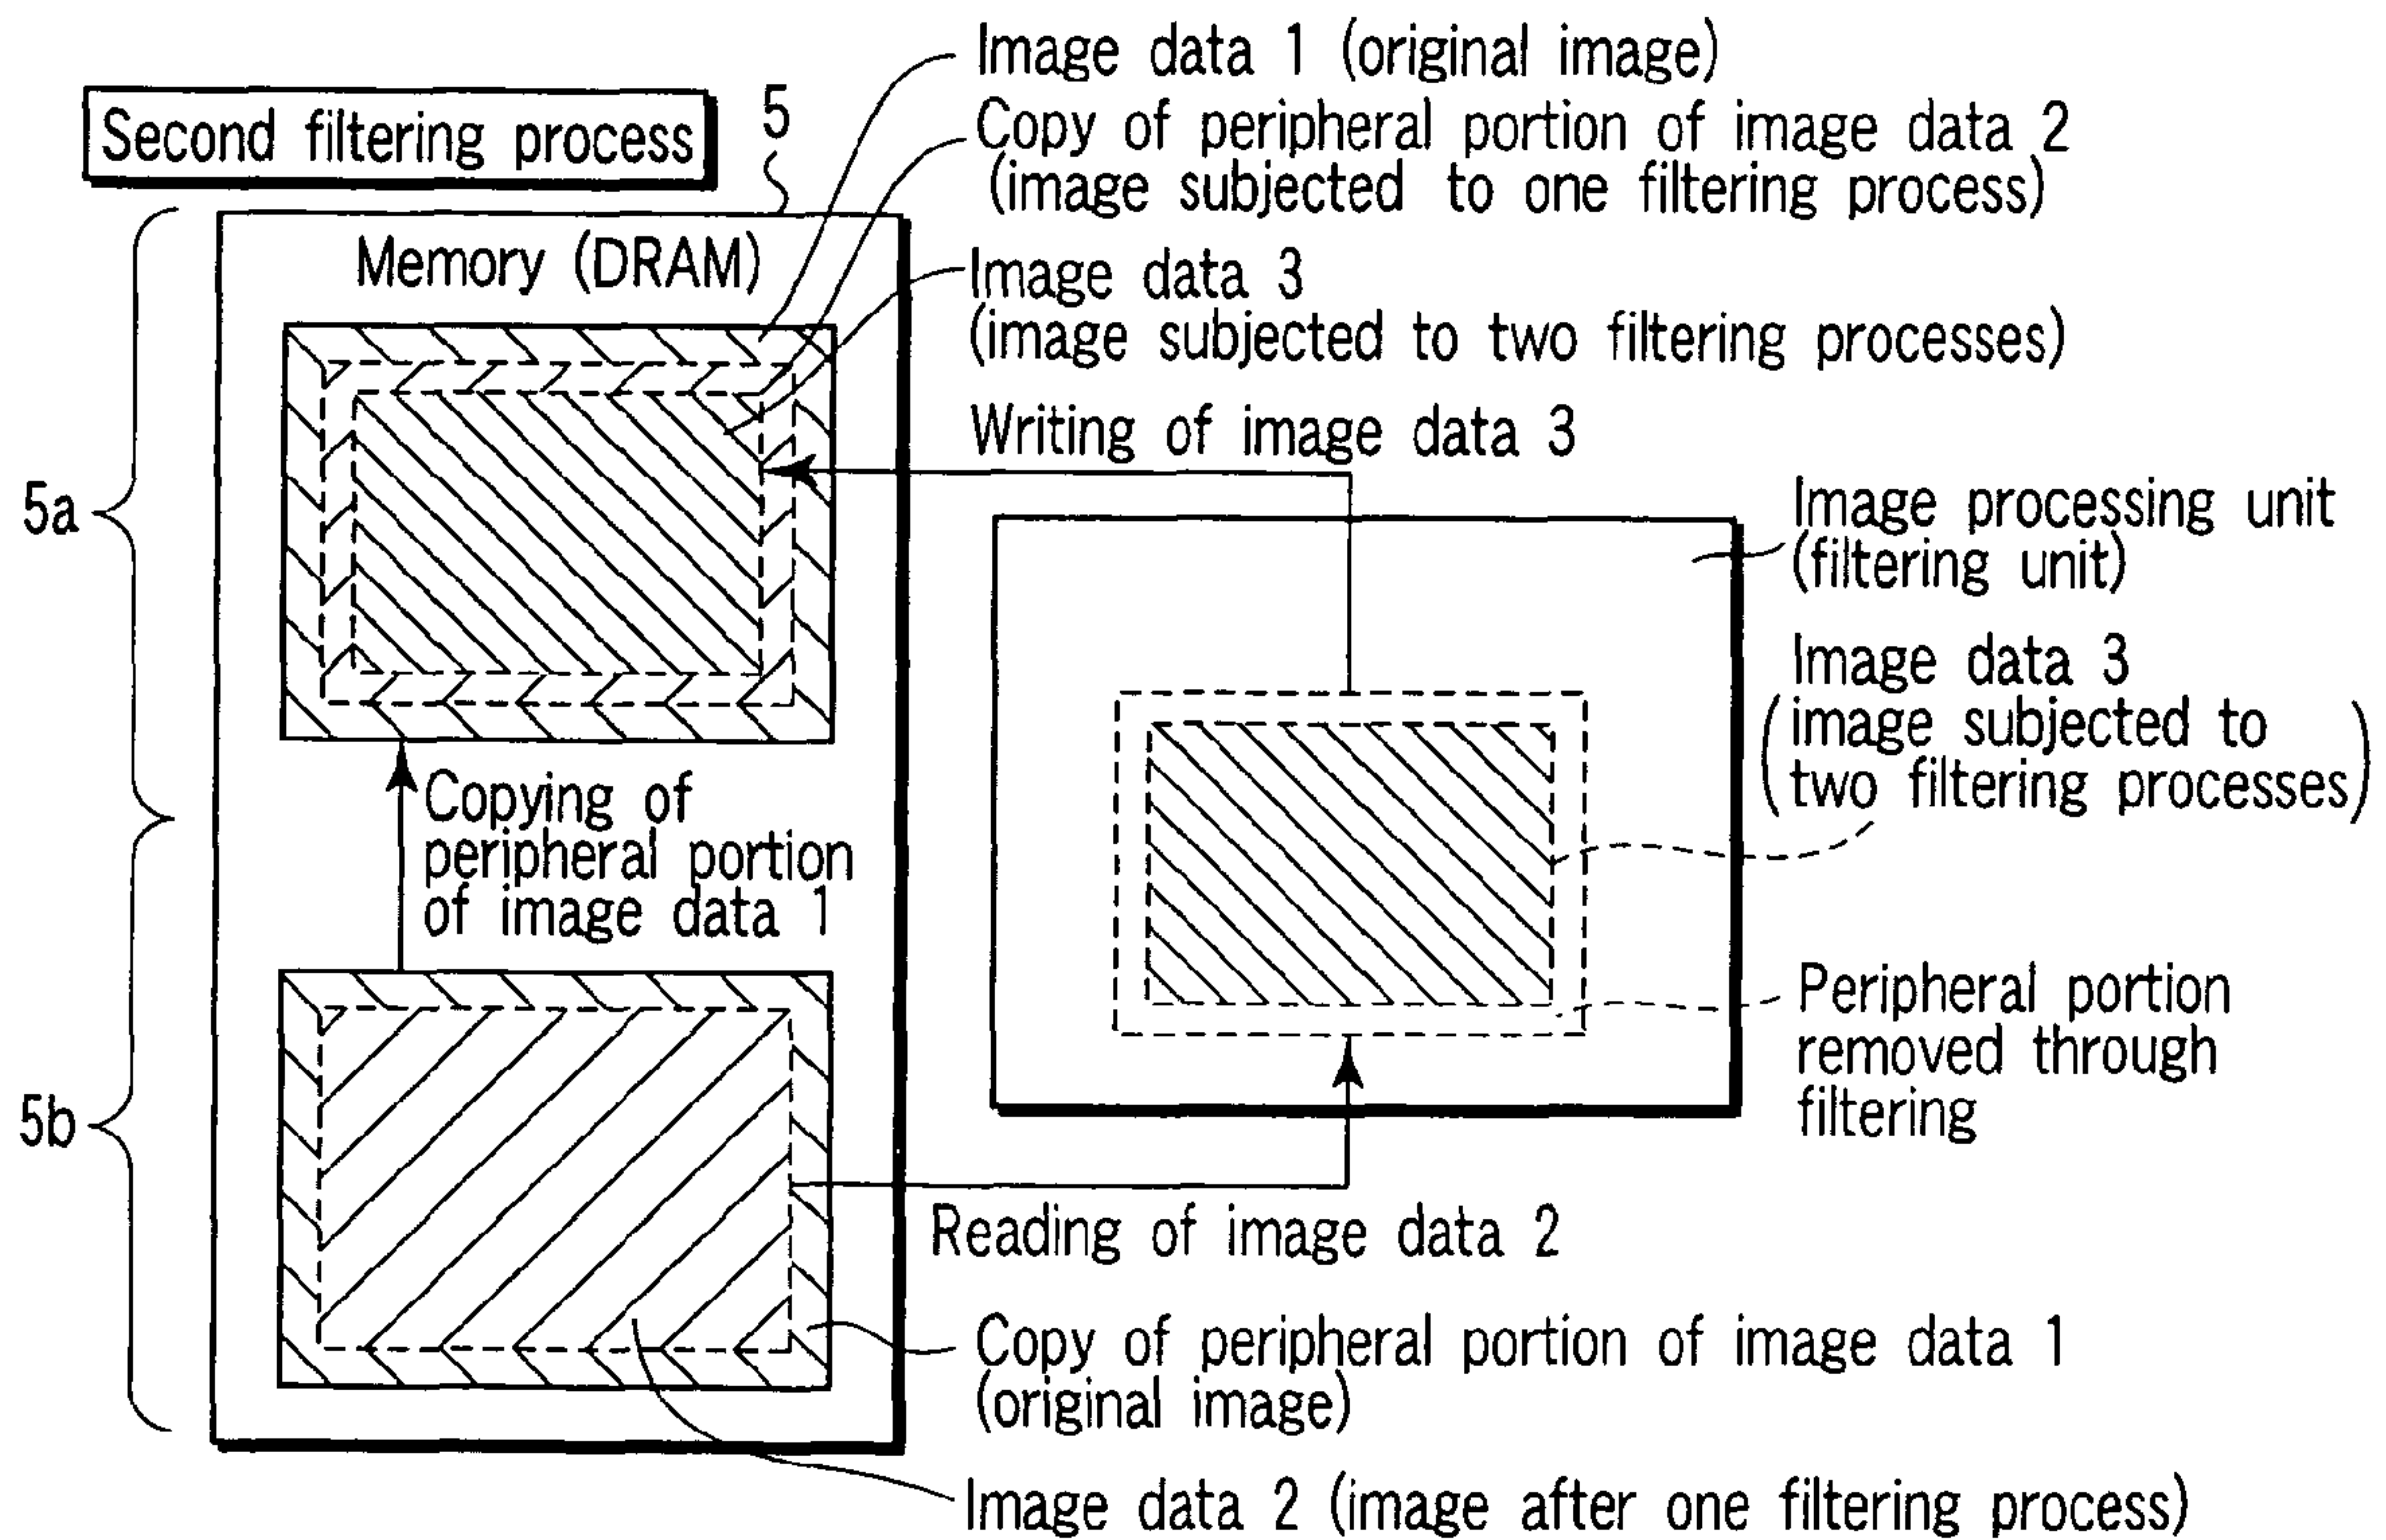 Second filtering process
5
Image data 1 (original image)
Copy of peripheral portion of image data 2
(image subjected to one filtering process)
Memory (DRAM)
Image data 3
(image subjected to two filtering processes)
Writing of image data 3
5a
Image processing unit
(filtering unit)
Image data 3
(image subjected to
two filtering processes)
Copying of
peripheral portion
of image data 1
Peripheral portion
removed through
filtering
5b
Reading of image data 2
Copy of peripheral portion of image data 1
(original image)
Image data 2 (image after one filtering process)